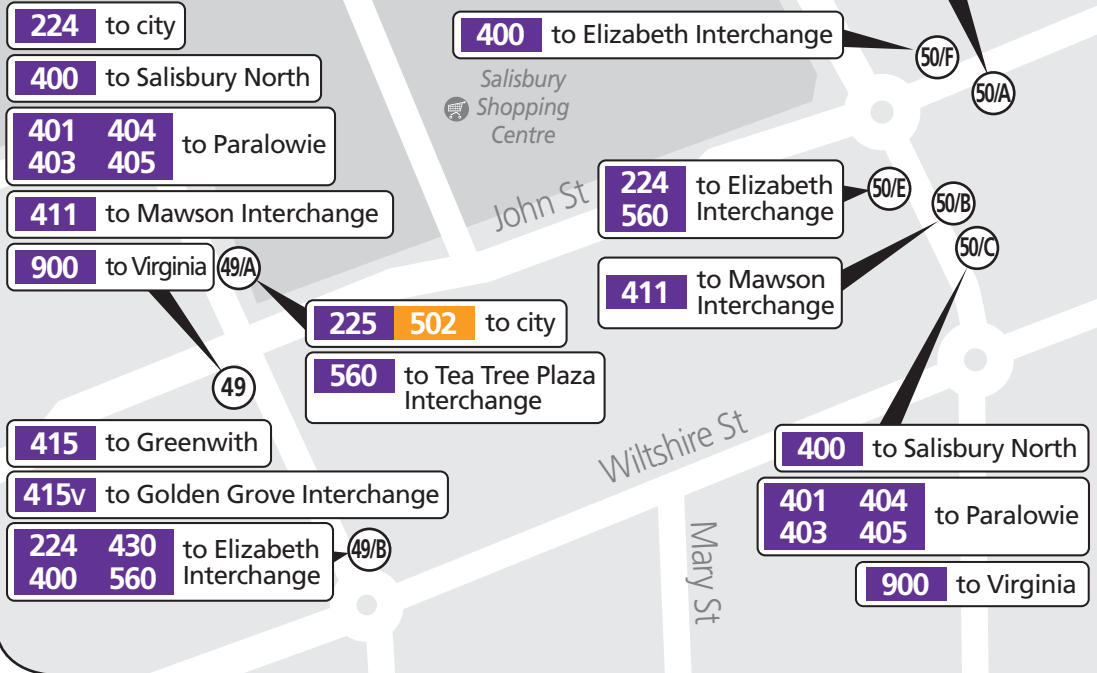 224 to city
400 to Salisbury North
401 404
403 405
to Paralowie
411 to Mawson Interchange
900 to Virginia
49/A
49
225 502 to city
560 to Tea Tree Plaza
Interchange
415 to Greenwith
415V to Golden Grove Interchange
224 430
400 560
to Elizabeth
Interchange
49/B
400 to Elizabeth Interchange
50/F
50/A
Salisbury
Shopping
Centre
John St
224
560
to Elizabeth
Interchange
50/E
50/B
50/C
411
to Mawson
Interchange
Wiltshire St
Mary St
400 to Salisbury North
401 404
403 405
to Paralowie
900 to Virginia